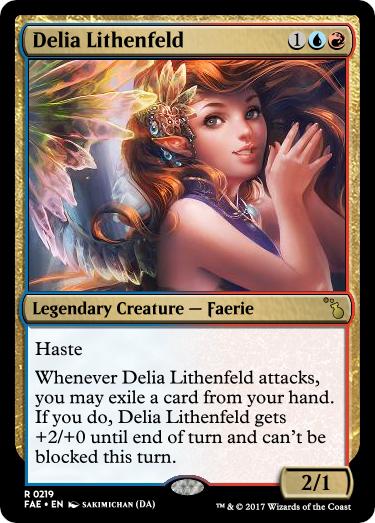 Delia Lithenfeld 1
Legendary Creature — Faerie
Haste
Whenever Delia Lithenfeld attacks,
you may exile a card from your hand.
If you do, Delia Lithenfeld gets
+2/+0 until end of turn and can't be
blocked this turn.
2/1
R 0219
FAE • EN SAKIMICHAN (DA) ™ & © 2017 Wizards of the Coast